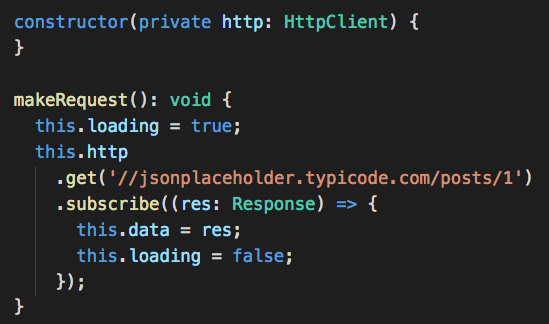 constructor(private http: HttpClient) {
}

makeRequest(): void {
  this.loading = true;
  this.http
    .get('//jsonplaceholder.typicode.com/posts/1')
    .subscribe((res: Response) => {
      this.data = res;
      this.loading = false;
    });
}